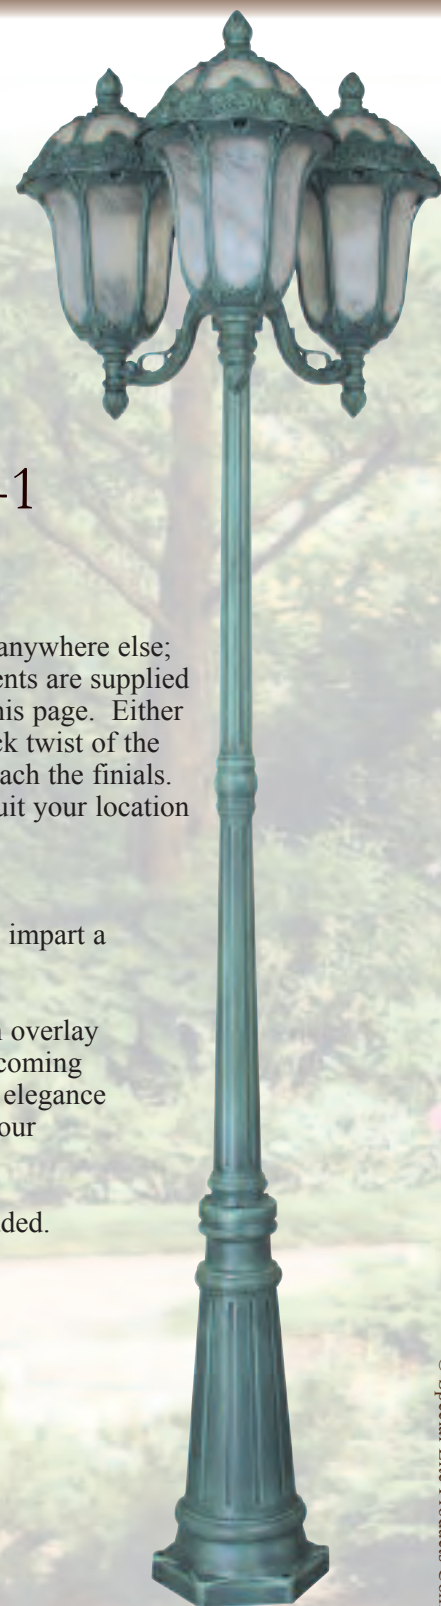 -1
anywhere else;
ents are supplied
his page. Either
ck twist of the
ach the finials.
uit your location
impart a
n overlay
coming
elegance
our
ded.